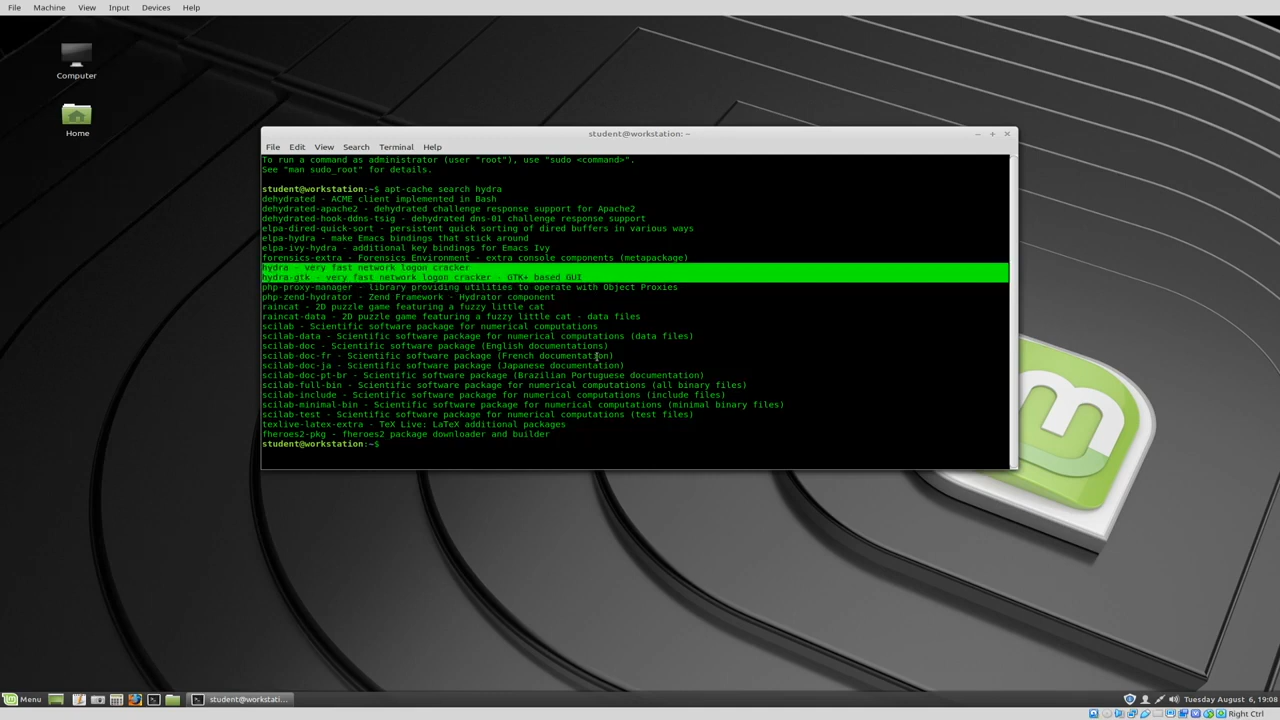 File Machine View Input Devices Help
Computer
Home
student@workstation: ~
File Edit View Search Terminal Help
To run a command as administrator (user "root"), use "sudo <command>".
See "man sudo_root" for details.
student@workstation:~$ apt-cache search hydra
dehydrated - ACME client implemented in Bash
dehydrated-apache2 - dehydrated challenge response support for Apache2
dehydrated-hook-ddns-tsig - dehydrated dns-01 challenge response support
elpa-dired-quick-sort - persistent quick sorting of dired buffers in various ways
elpa-hydra - make Emacs bindings that stick around
elpa-ivy-hydra - additional key bindings for Emacs Ivy
forensics-extra - Forensics Environment - extra console components (metapackage)
hydra - very fast network logon cracker
hydra-gtk - very fast network logon cracker - GTK+ based GUI
php-proxy-manager - library providing utilities to operate with Object Proxies
php-zend-hydrator - Zend Framework - Hydrator component
raincat - 2D puzzle game featuring a fuzzy little cat
raincat-data - 2D puzzle game featuring a fuzzy little cat - data files
scilab - Scientific software package for numerical computations
scilab-data - Scientific software package for numerical computations (data files)
scilab-doc - Scientific software package (English documentations)
scilab-doc-fr - Scientific software package (French documentation)
scilab-doc-ja - Scientific software package (Japanese documentation)
scilab-doc-pt-br - Scientific software package (Brazilian Portuguese documentation)
scilab-full-bin - Scientific software package for numerical computations (all binary files)
scilab-include - Scientific software package for numerical computations (include files)
scilab-minimal-bin - Scientific software package for numerical computations (minimal binary files)
scilab-test - Scientific software package for numerical computations (test files)
texlive-latex-extra - TeX Live: LaTeX additional packages
fheroes2-pkg - fheroes2 package downloader and builder
student@workstation:~$
Menu student@workstati... Tuesday August 6, 19:08
Right Ctrl